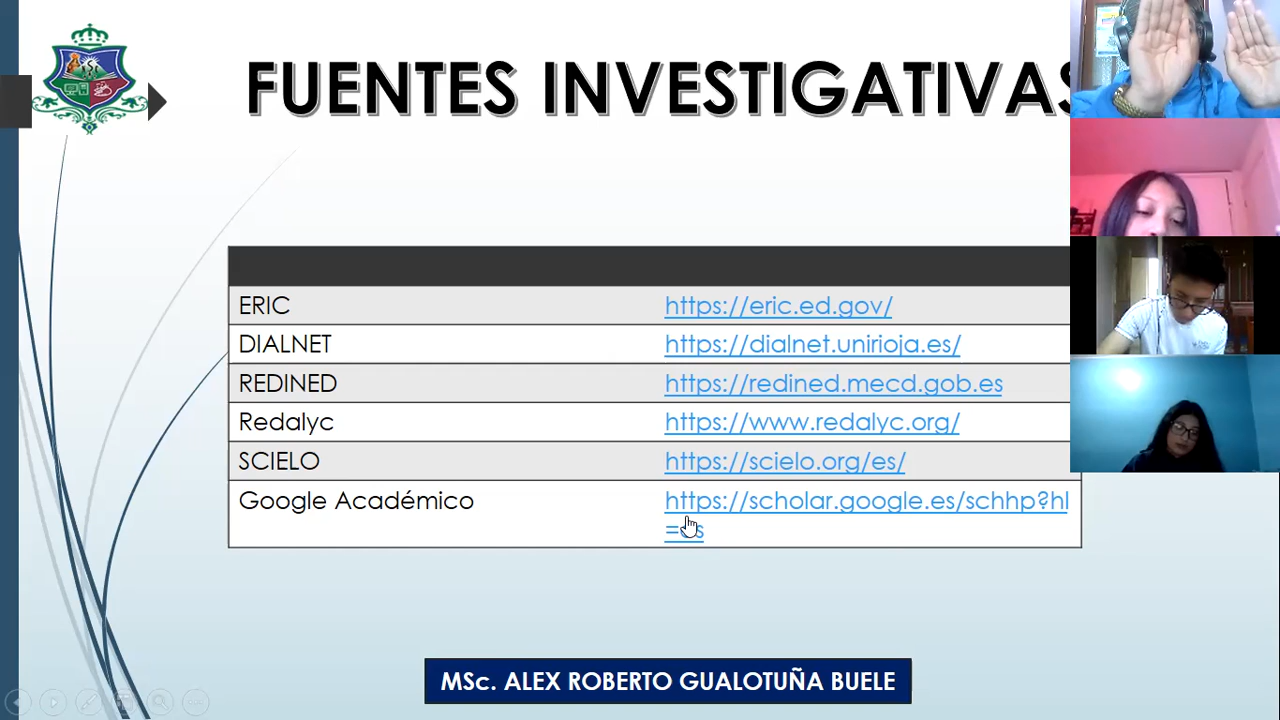 FUENTES INVESTIGATIVAS
ERIC https://eric.ed.gov/
DIALNET https://dialnet.unirioja.es/
REDINED https://redined.mecd.gob.es
Redalyc https://www.redalyc.org/
SCIELO https://scielo.org/es/
Google Académico https://scholar.google.es/schhp?hl
=es
MSc. ALEX ROBERTO GUALOTUÑA BUELE